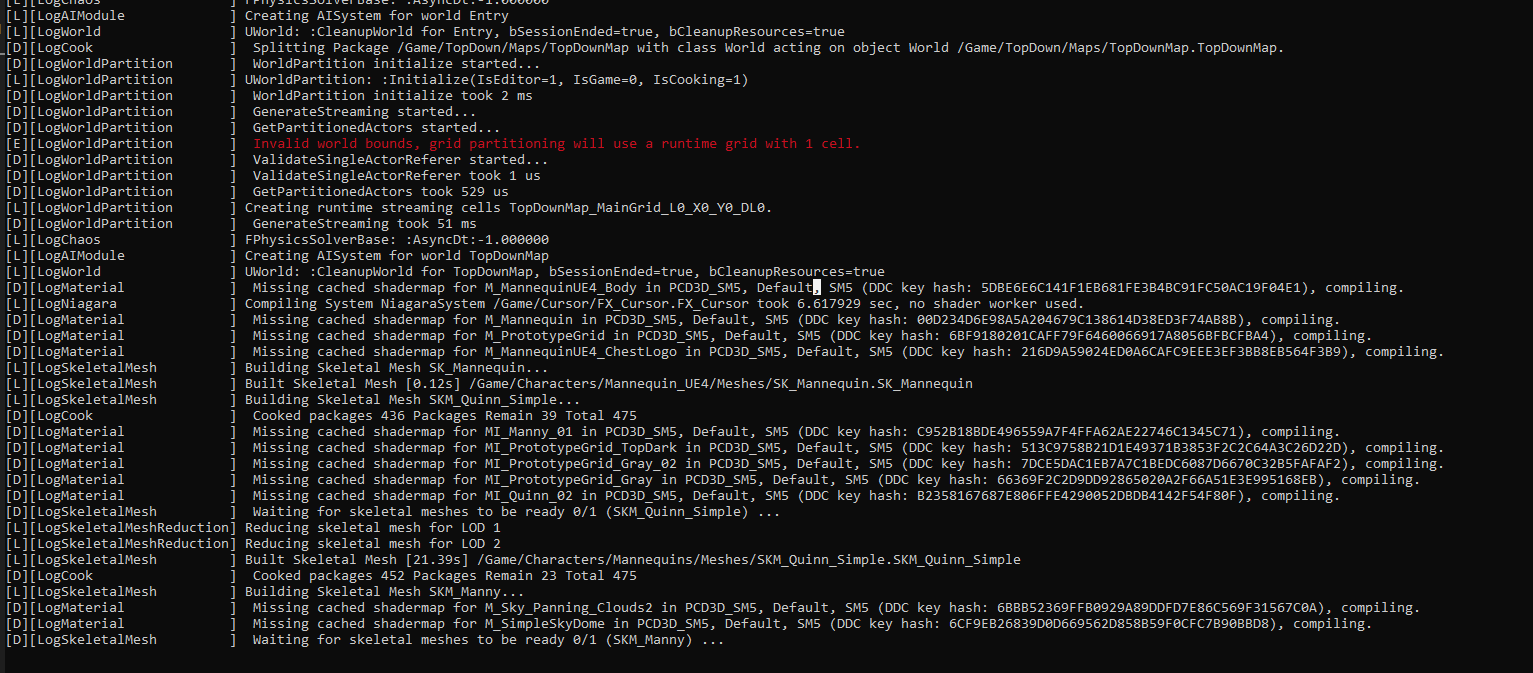 [L][LogChaos                ] FPhysicsSolverBase: :AsyncDt:-1.000000
[L][LogAIModule             ] Creating AISystem for world Entry
[L][LogWorld                ] UWorld: :CleanupWorld for Entry, bSessionEnded=true, bCleanupResources=true
[D][LogCook                 ]  Splitting Package /Game/TopDown/Maps/TopDownMap with class World acting on object World /Game/TopDown/Maps/TopDownMap.TopDownMap.
[D][LogWorldPartition       ]  WorldPartition initialize started...
[L][LogWorldPartition       ] UWorldPartition: :Initialize(IsEditor=1, IsGame=0, IsCooking=1)
[D][LogWorldPartition       ]  WorldPartition initialize took 2 ms
[D][LogWorldPartition       ]  GenerateStreaming started...
[D][LogWorldPartition       ]  GetPartitionedActors started...
[E][LogWorldPartition       ]  Invalid world bounds, grid partitioning will use a runtime grid with 1 cell.
[D][LogWorldPartition       ]  ValidateSingleActorReferer started...
[D][LogWorldPartition       ]  ValidateSingleActorReferer took 1 us
[D][LogWorldPartition       ]  GetPartitionedActors took 529 us
[L][LogWorldPartition       ] Creating runtime streaming cells TopDownMap_MainGrid_L0_X0_Y0_DL0.
[D][LogWorldPartition       ]  GenerateStreaming took 51 ms
[L][LogChaos                ] FPhysicsSolverBase: :AsyncDt:-1.000000
[L][LogAIModule             ] Creating AISystem for world TopDownMap
[L][LogWorld                ] UWorld: :CleanupWorld for TopDownMap, bSessionEnded=true, bCleanupResources=true
[D][LogMaterial             ]  Missing cached shadermap for M_MannequinUE4_Body in PCD3D_SM5, Default, SM5 (DDC key hash: 5DBE6E6C141F1EB681FE3B4BC91FC50AC19F04E1), compiling.
[L][LogNiagara              ] Compiling System NiagaraSystem /Game/Cursor/FX_Cursor.FX_Cursor took 6.617929 sec, no shader worker used.
[D][LogMaterial             ]  Missing cached shadermap for M_Mannequin in PCD3D_SM5, Default, SM5 (DDC key hash: 00D234D6E98A5A204679C138614D38ED3F74AB8B), compiling.
[D][LogMaterial             ]  Missing cached shadermap for M_PrototypeGrid in PCD3D_SM5, Default, SM5 (DDC key hash: 6BF9180201CAFF79F6460066917A8056BFBCFBA4), compiling.
[D][LogMaterial             ]  Missing cached shadermap for M_MannequinUE4_ChestLogo in PCD3D_SM5, Default, SM5 (DDC key hash: 216D9A59024ED0A6CAFC9EEE3EF3BB8EB564F3B9), compiling.
[L][LogSkeletalMesh         ] Building Skeletal Mesh SK_Mannequin...
[L][LogSkeletalMesh         ] Built Skeletal Mesh [0.12s] /Game/Characters/Mannequin_UE4/Meshes/SK_Mannequin.SK_Mannequin
[L][LogSkeletalMesh         ] Building Skeletal Mesh SKM_Quinn_Simple...
[D][LogCook                 ]  Cooked packages 436 Packages Remain 39 Total 475
[D][LogMaterial             ]  Missing cached shadermap for MI_Manny_01 in PCD3D_SM5, Default, SM5 (DDC key hash: C952B18BDE496559A7F4FFA62AE22746C1345C71), compiling.
[D][LogMaterial             ]  Missing cached shadermap for MI_PrototypeGrid_TopDark in PCD3D_SM5, Default, SM5 (DDC key hash: 513C9758B21D1E49371B3853F2C2C64A3C26D22D), compiling.
[D][LogMaterial             ]  Missing cached shadermap for MI_PrototypeGrid_Gray_02 in PCD3D_SM5, Default, SM5 (DDC key hash: 7DCE5DAC1EB7A7C1BEDC6087D6670C32B5FAFAF2), compiling.
[D][LogMaterial             ]  Missing cached shadermap for MI_PrototypeGrid_Gray in PCD3D_SM5, Default, SM5 (DDC key hash: 66369F2C2D9DD92865020A2F66A51E3E995168EB), compiling.
[D][LogMaterial             ]  Missing cached shadermap for MI_Quinn_02 in PCD3D_SM5, Default, SM5 (DDC key hash: B2358167687E806FFE4290052DBDB4142F54F80F), compiling.
[D][LogSkeletalMesh         ]  Waiting for skeletal meshes to be ready 0/1 (SKM_Quinn_Simple) ...
[L][LogSkeletalMeshReduction] Reducing skeletal mesh for LOD 1
[L][LogSkeletalMeshReduction] Reducing skeletal mesh for LOD 2
[L][LogSkeletalMesh         ] Built Skeletal Mesh [21.39s] /Game/Characters/Mannequins/Meshes/SKM_Quinn_Simple.SKM_Quinn_Simple
[D][LogCook                 ]  Cooked packages 452 Packages Remain 23 Total 475
[L][LogSkeletalMesh         ] Building Skeletal Mesh SKM_Manny...
[D][LogMaterial             ]  Missing cached shadermap for M_Sky_Panning_Clouds2 in PCD3D_SM5, Default, SM5 (DDC key hash: 6BBB52369FFB0929A89DDFD7E86C569F31567C0A), compiling.
[D][LogMaterial             ]  Missing cached shadermap for M_SimpleSkyDome in PCD3D_SM5, Default, SM5 (DDC key hash: 6CF9EB26839D0D669562D858B59F0CFC7B90BBD8), compiling.
[D][LogSkeletalMesh         ]  Waiting for skeletal meshes to be ready 0/1 (SKM_Manny) ...